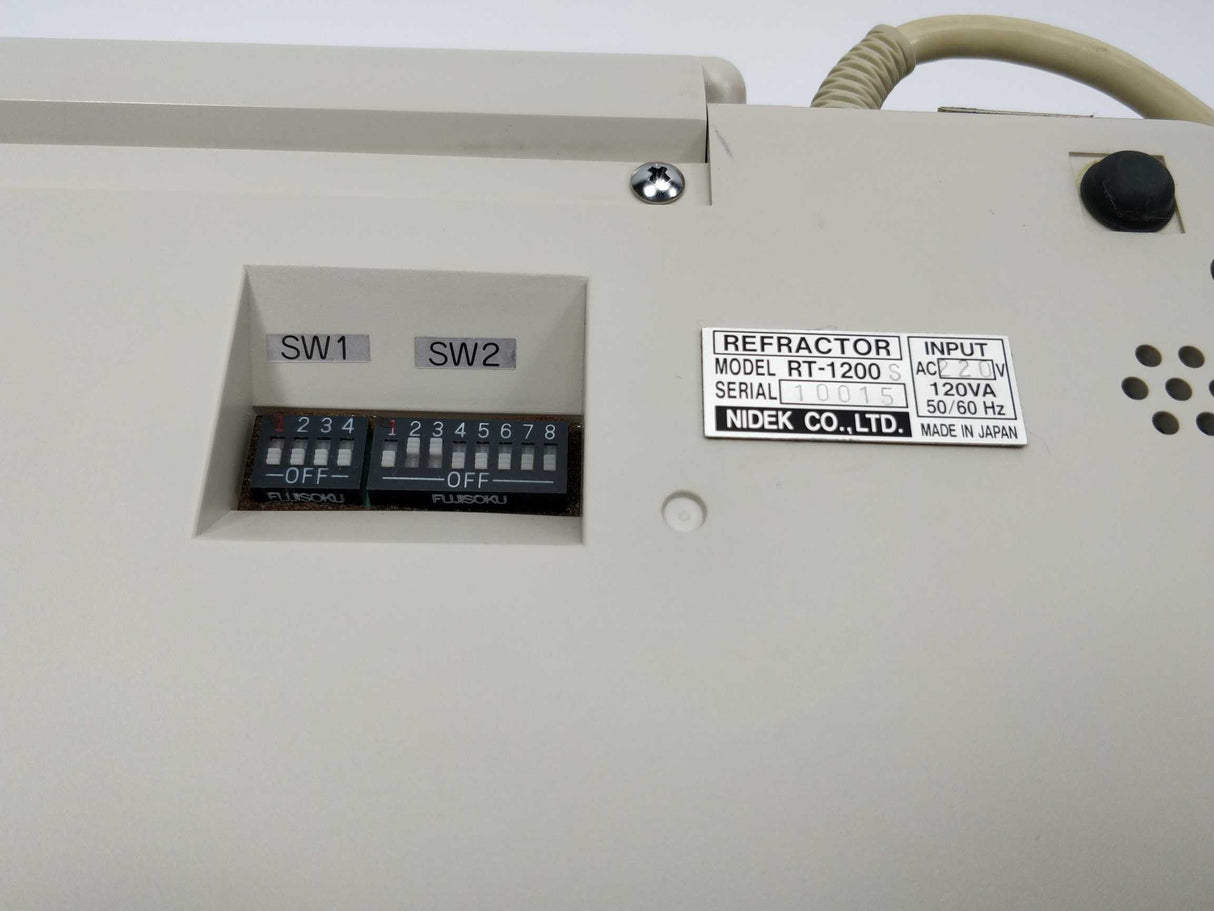 SW1
SW2
1 2 3 4
OFF
FUJISOKU
1 2 3 4 5 6 7 8
OFF
FUJISOKU
REFRACTOR
MODEL RT-1200 S
SERIAL 10015
NIDEK CO.,LTD.
INPUT
AC 220 V
120VA
50/60 Hz
MADE IN JAPAN